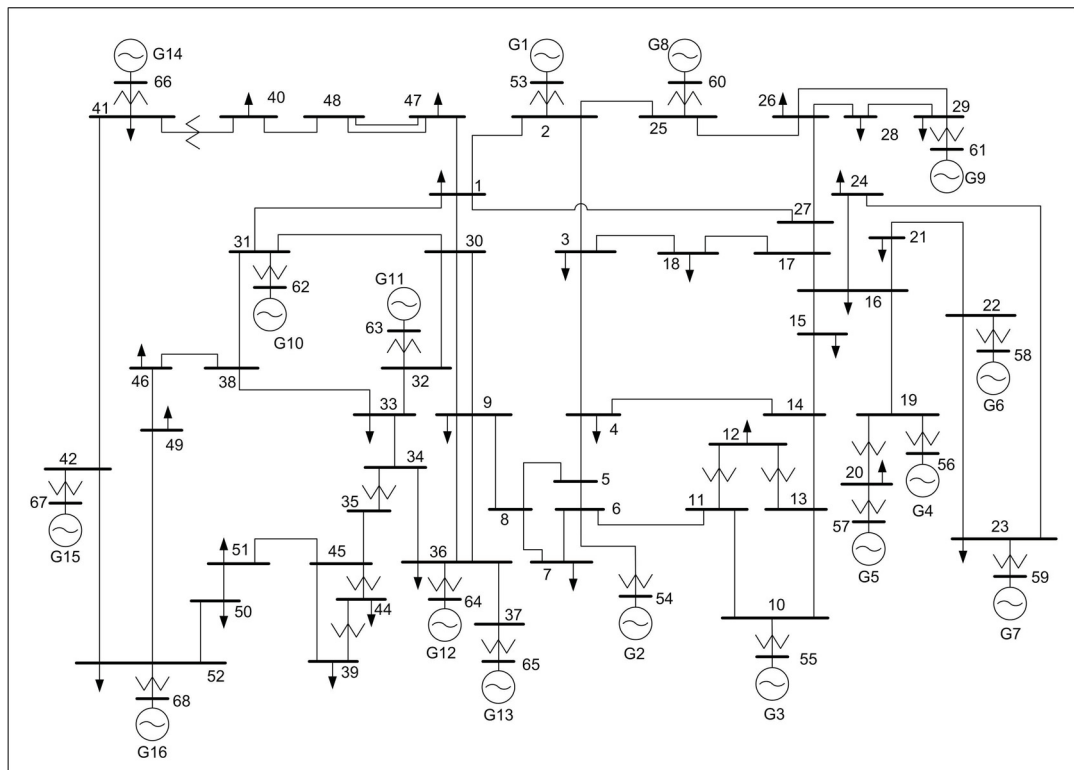 G14 G1 G8
66 53 60
41 40 48 47 2 25 26 28 29
61
G9
1 24
31 30 3 18 17 27 21
62 G11 16
G10 63 15 22
58
46 38 32 G6
33 9 4 14 19
49 12
34 5 20 56
42 35 8 6 11 13 G4
67 57
G15 51 45 36 7 G5 23
50 44 64 37 54 10 59
G12 G2 G7
52 39 65 55
68 G13 G3
G16